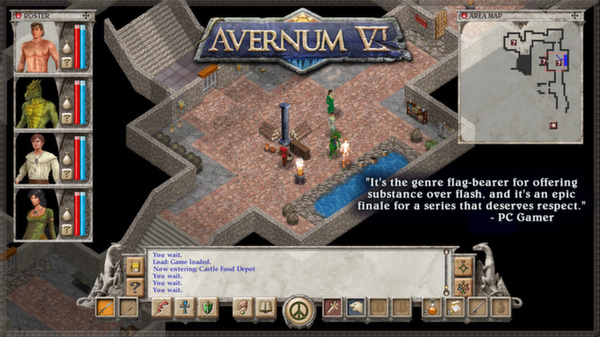 ROSTER
AVERNUM VI
AREA MAP
"It's the genre flag-bearer for offering
substance over flash, and it's an epic
finale for a series that deserves respect."
- PC Gamer
You wait.
Load: Game loaded.
Now entering: Castle Food Depot
You wait.
You wait.
You wait.